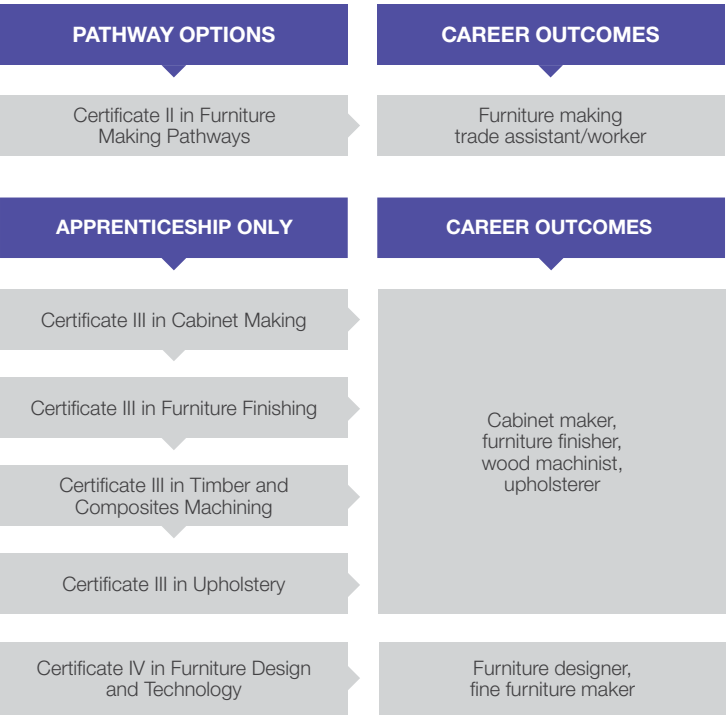 PATHWAY OPTIONS
CAREER OUTCOMES
Certificate II in Furniture
Making Pathways
Furniture making
trade assistant/worker
APPRENTICESHIP ONLY
CAREER OUTCOMES
Certificate III in Cabinet Making
Certificate III in Furniture Finishing
Certificate III in Timber and
Composites Machining
Certificate III in Upholstery
Cabinet maker,
furniture finisher,
wood machinist,
upholsterer
Certificate IV in Furniture Design
and Technology
Furniture designer,
fine furniture maker